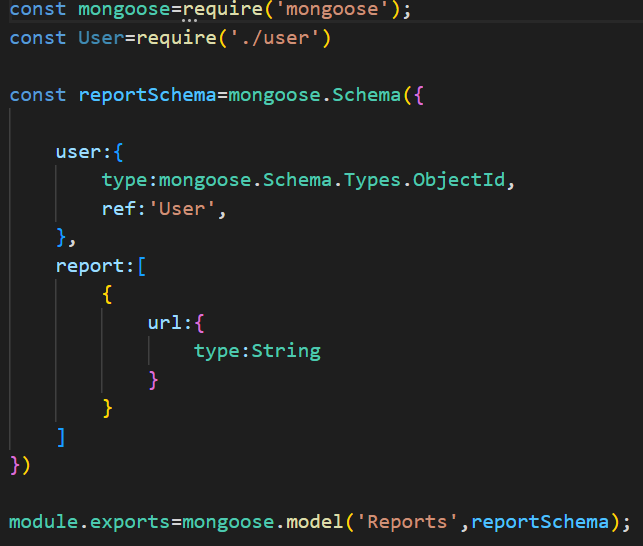 const mongoose=require('mongoose');
const User=require('./user')
const reportSchema=mongoose.Schema({
user:{
type:mongoose.Schema.Types.ObjectId,
ref:'User',
},
report:[
{
url:{
type:String
}
}
]
})
module.exports=mongoose.model('Reports',reportSchema);